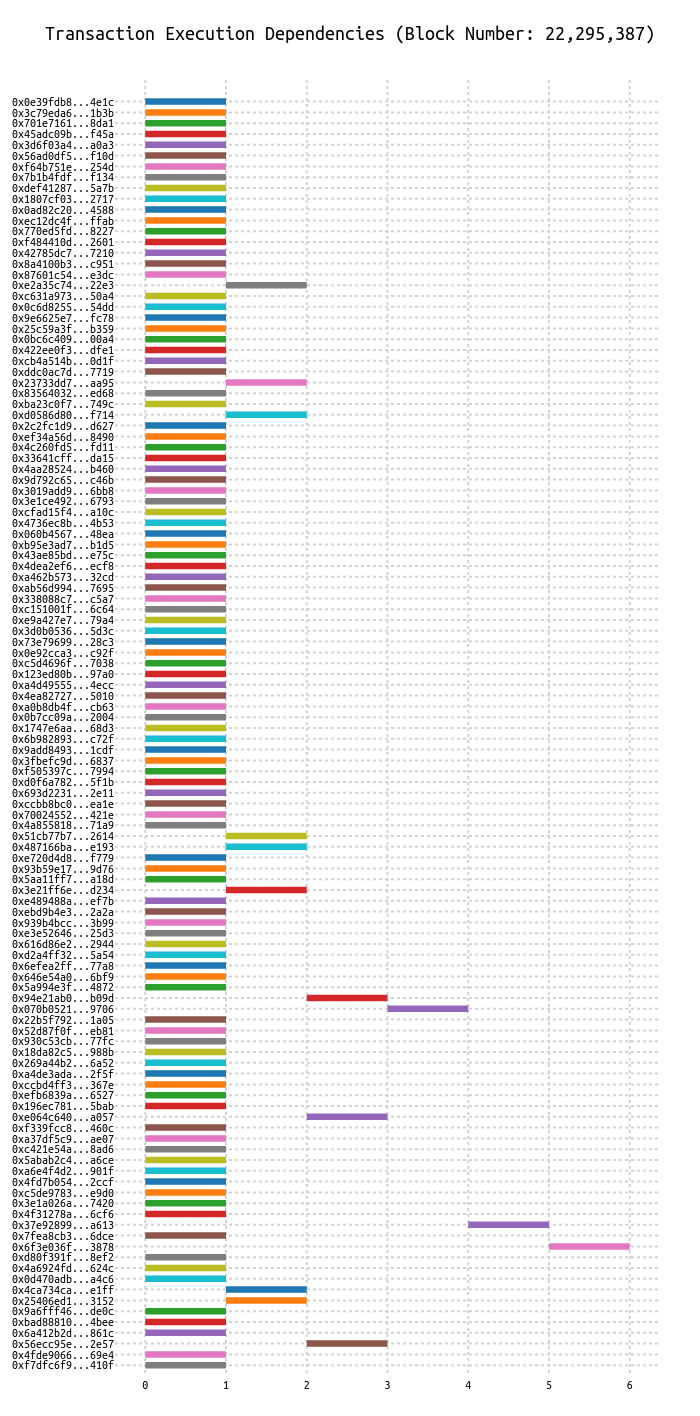 Transaction Execution Dependencies (Block Number: 22,295,387)
0x0e39fdb8...4e1c
0x3c79eda6...1b3b
0x701e7161...8da1
0x45adc09b...f45a
0x3d6f03a4...a0a3
0x56ad0df5...f10d
0xf64b751e...254d
0x7b1b4fdf...f134
0xdef41287...5a7b
0x1807cf03...2717
0x0ad82c20...4588
0xec12dc4f...ffab
0x770ed5fd...8227
0xf484410d...2601
0x42785dc7...7210
0x8a4100b3...c951
0x87601c54...e3dc
0xe2a35c74...22e3
0xc631a973...50a4
0x0c6d8255...54dd
0x9e6625e7...fc78
0x25c59a3f...b359
0x0bc6c409...00a4
0x422ee0f3...dfe1
0xcb4a514b...0d1f
0xddc0ac7d...7719
0x23733dd7...aa95
0x83564032...ed68
0xba23c0f7...749c
0xd0586d80...f714
0x2c2fc1d9...d627
0xef34a56d...8490
0x4c260fd5...fd11
0x33641cff...da15
0x4aa28524...b460
0x9d792c65...c46b
0x3019add9...6bb8
0x3e1ce492...6793
0xcfad15f4...a10c
0x4736ec8b...4b53
0x060b4567...48ea
0xb95e3ad7...b1d5
0x43ae85bd...e75c
0x4dea2ef6...ecf8
0xa462b573...32cd
0xab56d994...7695
0x338088c7...c5a7
0xc151001f...6c64
0xe9a427e7...79a4
0x3d0b0536...5d3c
0x73e79699...28c3
0x0e92cca3...c92f
0xc5d4696f...7038
0x123ed80b...97a0
0xa4d49555...4ecc
0x4ea82727...5010
0xa0b8db4f...cb63
0x0b7cc09a...2004
0x1747e6aa...68d3
0x6b982893...c72f
0x9add8493...1cdf
0x3fbefc9d...6837
0xf505397c...7994
0xd0f6a782...5f1b
0x693d2231...2e11
0xccbb8bc0...ea1e
0x70024552...421e
0x4a855818...71a9
0x51cb77b7...2614
0x487166ba...e193
0xe720d4d8...f779
0x93b59e17...9d76
0x5aa11ff7...a18d
0x3e21ff6e...d234
0xe489488a...ef7b
0xebd9b4e3...2a2a
0x939b4bcc...3b99
0xe3e52646...25d3
0x616d86e2...2944
0xd2a4ff32...5a54
0x6efea2ff...77a8
0x646e54a0...6bf9
0x5a994e3f...4872
0x94e21ab0...b09d
0x070b0521...9706
0x22b5f792...1a05
0x52d87f0f...eb81
0x930c53cb...77fc
0x18da82c5...988b
0x269a44b2...6a52
0xa4de3ada...2f5f
0xccbd4ff3...367e
0xefb6839a...6527
0x196ec781...5bab
0xe064c640...a057
0xf339fcc8...460c
0xa37df5c9...ae07
0xc421e54a...8ad6
0x5abab2c4...a6ce
0xa6e4f4d2...901f
0x4fd7b054...2ccf
0xc5de9783...e9d0
0x3e1a026a...7420
0x4f31278a...6cf6
0x37e92899...a613
0x7fea8cb3...6dce
0x6f3e036f...3878
0xd80f391f...8ef2
0x4a6924fd...624c
0x0d470adb...a4c6
0x4ca734ca...e1ff
0x25406ed1...3152
0x9a6fff46...de0c
0xbad88810...4bee
0x6a412b2d...861c
0x56ecc95e...2e57
0x4fde9066...69e4
0xf7dfc6f9...410f
0 1 2 3 4 5 6